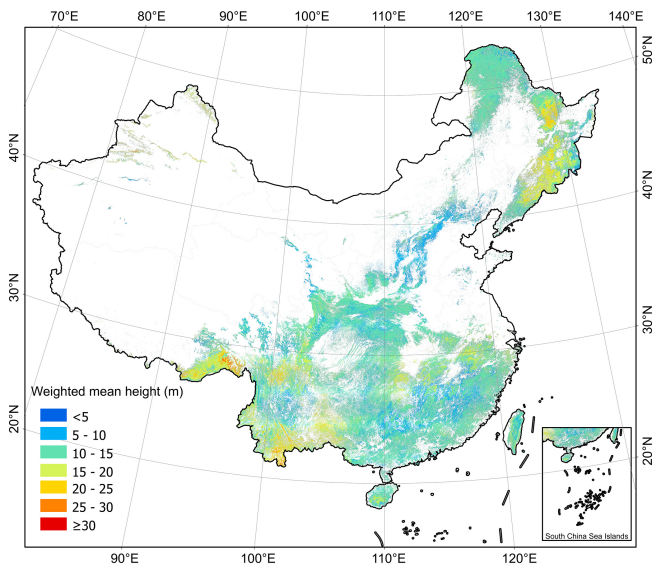 70°E 80°E 90°E 100°E 110°E 120°E 130°E 140°E
50°N
40°N 40°N
30°N 30°N
20°N 20°N
Weighted mean height (m)
<5
5 - 10
10 - 15
15 - 20
20 - 25
25 - 30
≥30
South China Sea Islands
90°E 100°E 110°E 120°E